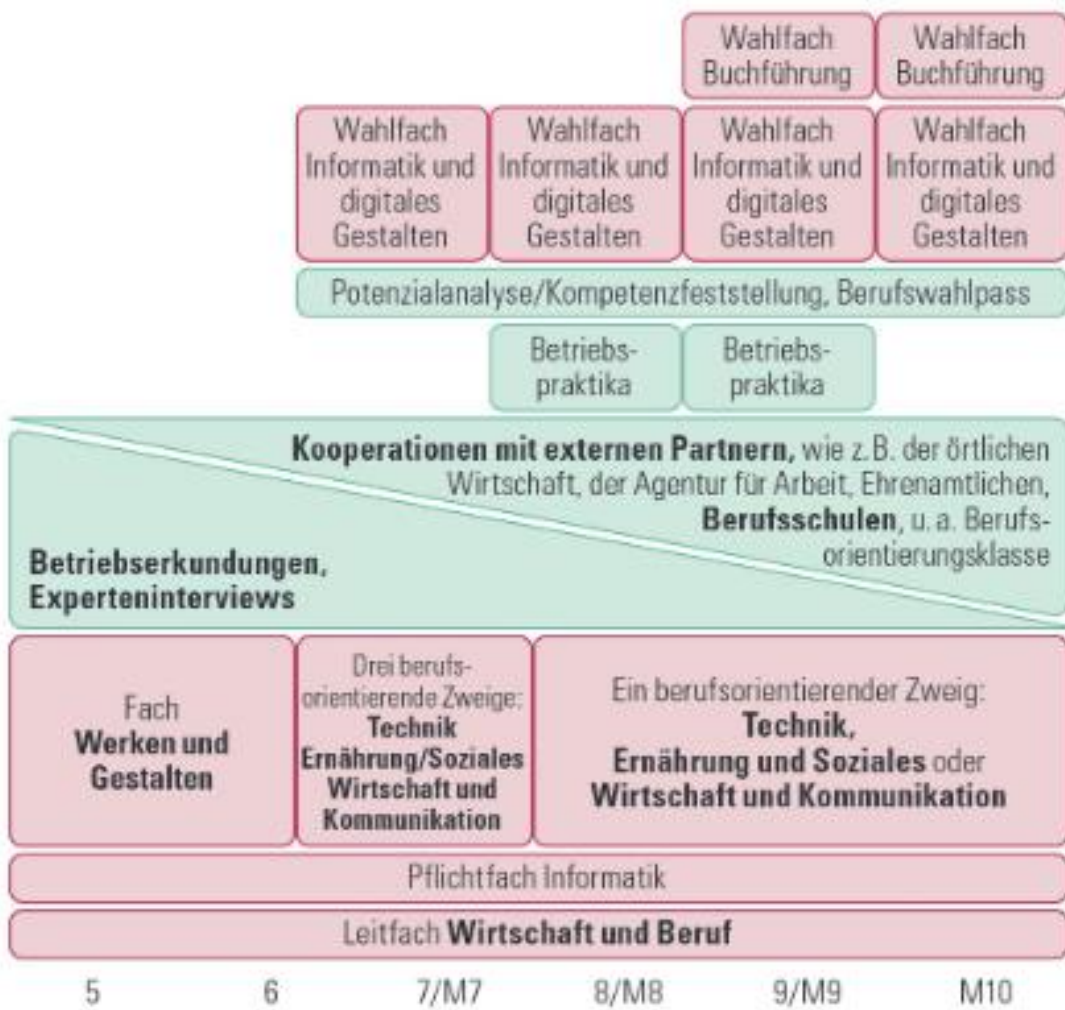 Wahlfach
Buchführung
Wahlfach
Buchführung
Wahlfach
Informatik und
digitales
Gestalten
Wahlfach
Informatik und
digitales
Gestalten
Wahlfach
Informatik und
digitales
Gestalten
Wahlfach
Informatik und
digitales
Gestalten
Potenzialanalyse/Kompetenzfeststellung, Berufswahlpass
Betriebs-
praktika
Betriebs-
praktika
Kooperationen mit externen Partnern, wie z. B. der örtlichen
Wirtschaft, der Agentur für Arbeit, Ehrenamtlichen,
Berufsschulen, u. a. Berufs-
orientierungsklasse
Betriebserkundungen,
Experteninterviews
Fach
Werken und
Gestalten
Drei berufs-
orientierende Zweige:
Technik
Ernährung/Soziales
Wirtschaft und
Kommunikation
Ein berufsorientierender Zweig:
Technik,
Ernährung und Soziales oder
Wirtschaft und Kommunikation
Pflichtfach Informatik
Leitfach Wirtschaft und Beruf
5 6 7/M7 8/M8 9/M9 M10